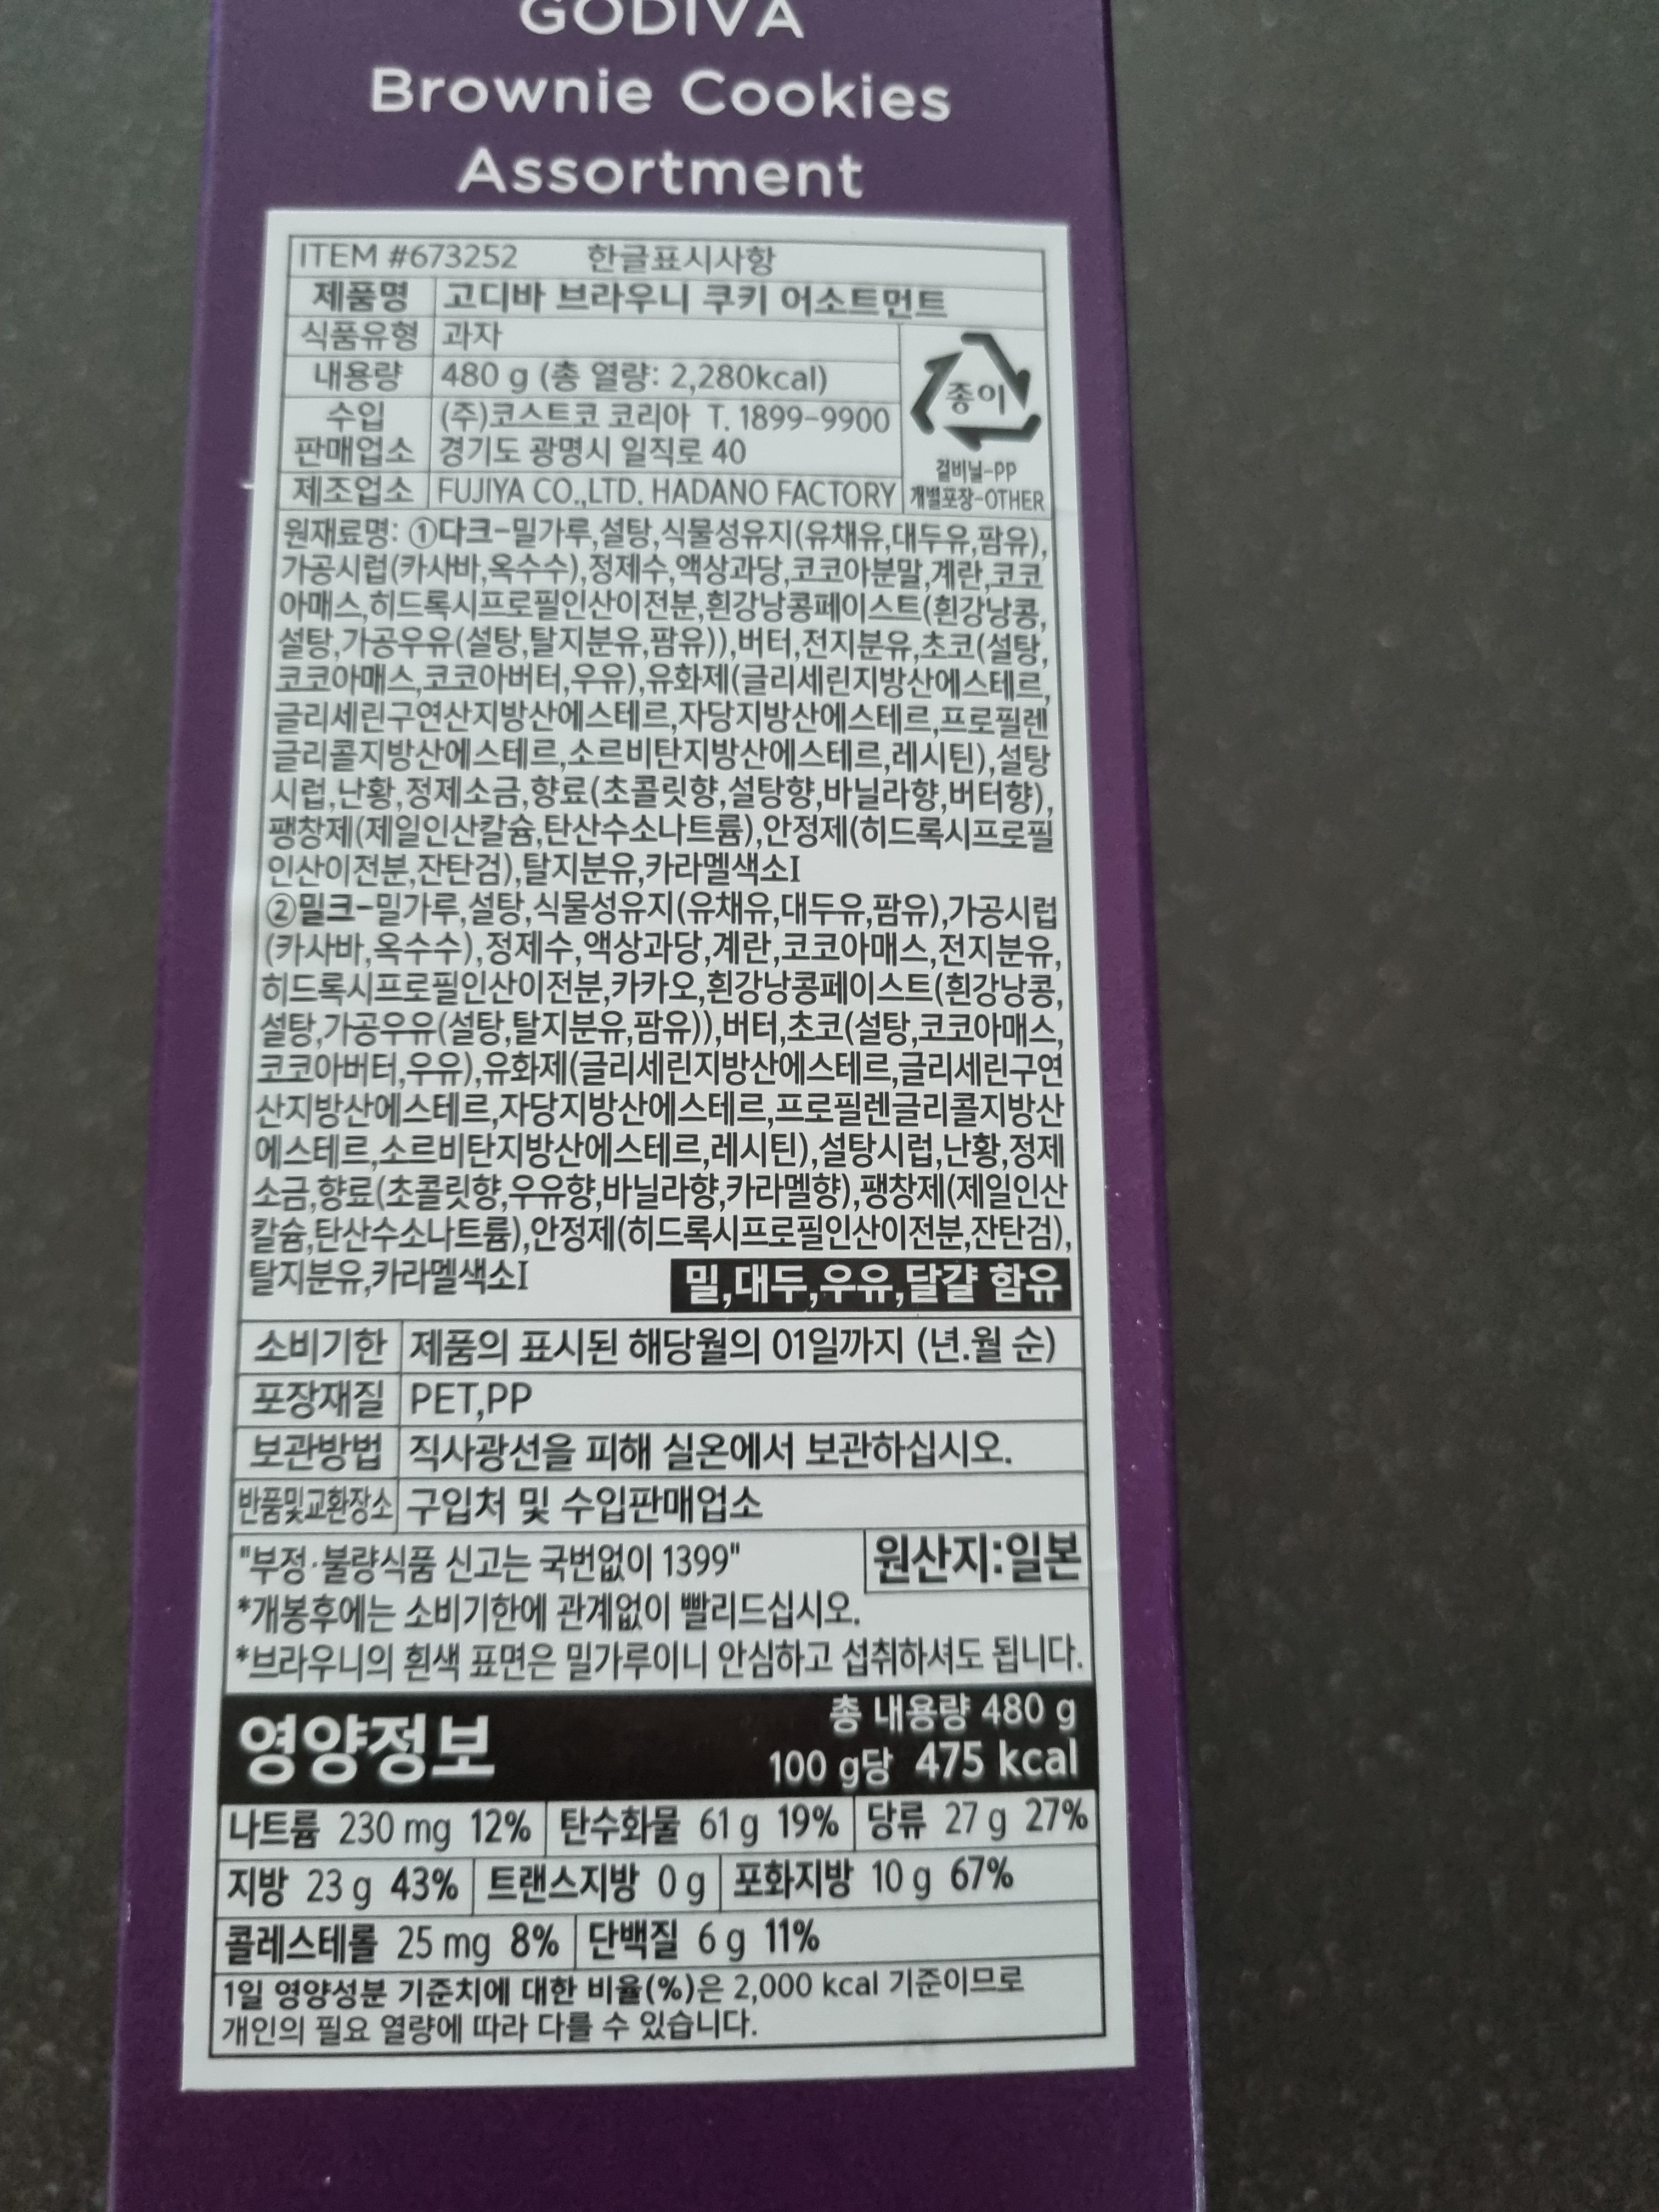 GODIVA
Brownie Cookies
Assortment
ITEM #673252 한글표시사항
제품명 고디바 브라우니 쿠키 어소트먼트
식품유형 과자
내용량 480 g (총 열량: 2,280kcal)
수입 (주)코스트코 코리아 T. 1899-9900
판매업소 경기도 광명시 일직로 40
제조업소 FUJIYA CO.,LTD. HADANO FACTORY
종이
겉비닐-PP
개별포장-OTHER
원재료명: ①다크-밀가루,설탕,식물성유지(유채유,대두유,팜유),
가공시럽(카사바,옥수수),정제수,액상과당,코코아분말,계란,코코
아매스,히드록시프로필인산이전분,흰강낭콩페이스트(흰강낭콩,
설탕,가공우유(설탕,탈지분유,팜유)),버터,전지분유,초코(설탕,
코코아매스,코코아버터,우유),유화제(글리세린지방산에스테르,
글리세린구연산지방산에스테르,자당지방산에스테르,프로필렌
글리콜지방산에스테르,소르비탄지방산에스테르,레시틴),설탕
시럽,난황,정제소금,향료(초콜릿향,설탕향,바닐라향,버터향),
팽창제(제일인산칼슘,탄산수소나트륨),안정제(히드록시프로필
인산이전분,잔탄검),탈지분유,카라멜색소I
②밀크-밀가루,설탕,식물성유지(유채유,대두유,팜유),가공시럽
(카사바,옥수수),정제수,액상과당,계란,코코아매스,전지분유,
히드록시프로필인산이전분,카카오,흰강낭콩페이스트(흰강낭콩,
설탕,가공우유(설탕,탈지분유,팜유)),버터,초코(설탕,코코아매스,
코코아버터,우유),유화제(글리세린지방산에스테르,글리세린구연
산지방산에스테르,자당지방산에스테르,프로필렌글리콜지방산
에스테르,소르비탄지방산에스테르,레시틴),설탕시럽,난황,정제
소금,향료(초콜릿향,우유향,바닐라향,카라멜향),팽창제(제일인산
칼슘,탄산수소나트륨),안정제(히드록시프로필인산이전분,잔탄검),
탈지분유,카라멜색소I 밀,대두,우유,달걀 함유
소비기한 제품의 표시된 해당월의 01일까지 (년.월 순)
포장재질 PET,PP
보관방법 직사광선을 피해 실온에서 보관하십시오.
반품및교환장소 구입처 및 수입판매업소
"부정·불량식품 신고는 국번없이 1399" 원산지:일본
*개봉후에는 소비기한에 관계없이 빨리드십시오.
*브라우니의 흰색 표면은 밀가루이니 안심하고 섭취하셔도 됩니다.
영양정보 총 내용량 480 g
100 g당 475 kcal
나트륨 230 mg 12% 탄수화물 61 g 19% 당류 27 g 27%
지방 23 g 43% 트랜스지방 0 g 포화지방 10 g 67%
콜레스테롤 25 mg 8% 단백질 6 g 11%
1일 영양성분 기준치에 대한 비율(%)은 2,000 kcal 기준이므로
개인의 필요 열량에 따라 다를 수 있습니다.